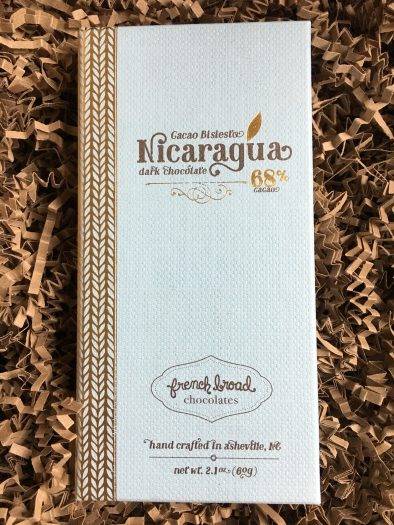 Cacao Bisiesto
Nicaragua
dark chocolate
68%
cacao
french broad
chocolates
hand crafted in asheville, NC
net wt. 2.1 oz. (60g)